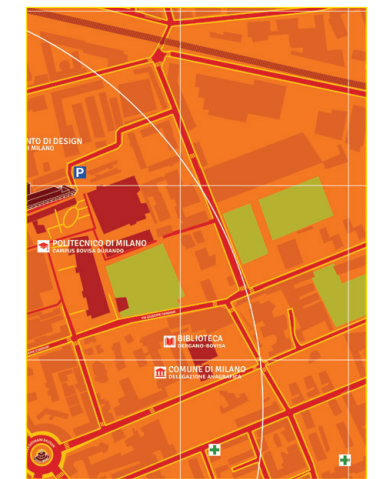 NTO DI DESIGN
I MILANO
P
POLITECNICO DI MILANO
CAMPUS BOVISA DURANDO
BIBLIOTECA
DERGANO-BOVISA
COMUNE DI MILANO
DELEGAZIONE ANAGRAFICA